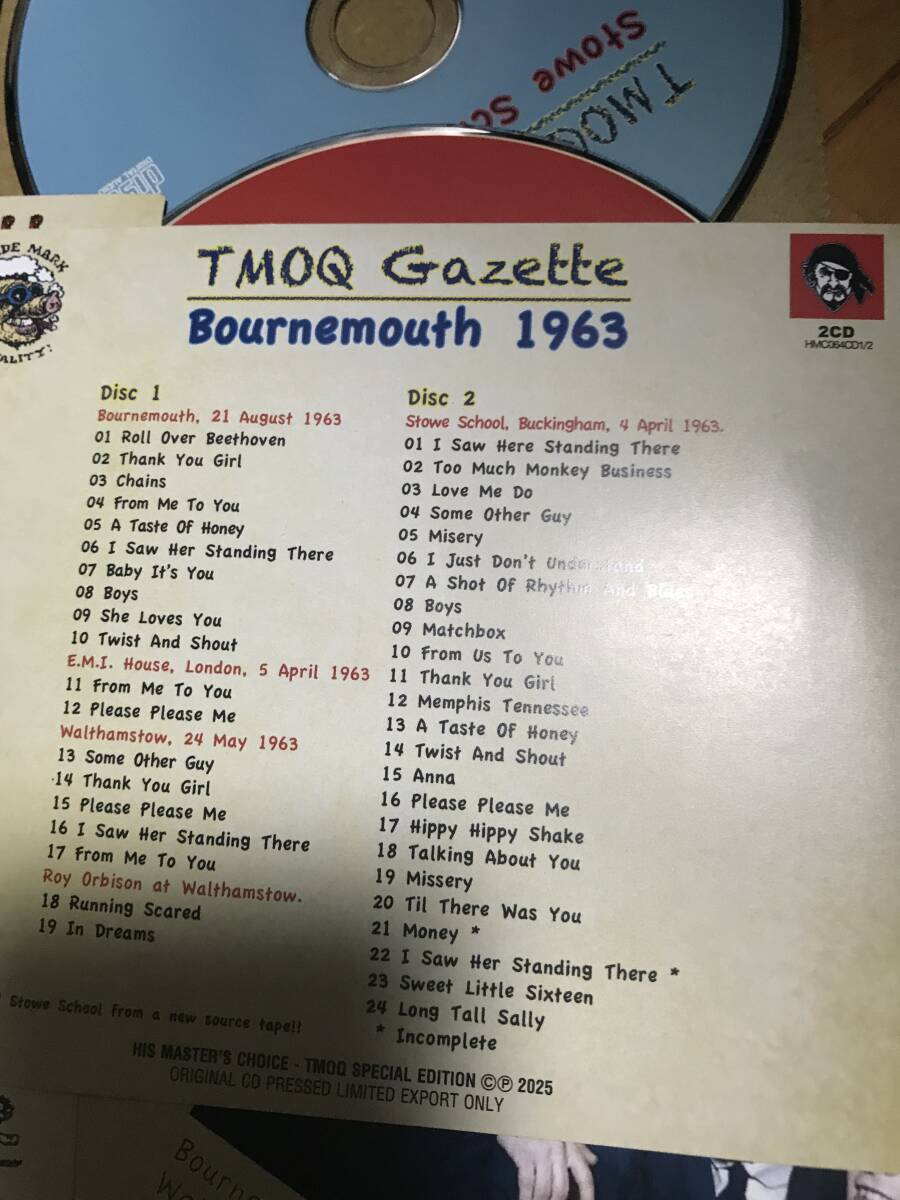 Stowe Sc
TMOQ
DE MARK
ALITY!
TMOQ Gazette
Bournemouth 1963
2CD
HMC064CD1/2
Disc 1
Bournemouth, 21 August 1963
01 Roll Over Beethoven
02 Thank You Girl
03 Chains
04 From Me To You
05 A Taste Of Honey
06 I Saw Her Standing There
07 Baby It's You
08 Boys
09 She Loves You
10 Twist And Shout
E.M.I. House, London, 5 April 1963
11 From Me To You
12 Please Please Me
Walthamstow, 24 May 1963
13 Some Other Guy
14 Thank You Girl
15 Please Please Me
16 I Saw Her Standing There
17 From Me To You
Roy Orbison at Walthamstow.
18 Running Scared
19 In Dreams
Stowe School from a new source tape!!
Disc 2
Stowe School, Buckingham, 4 April 1963.
01 I Saw Here Standing There
02 Too Much Monkey Business
03 Love Me Do
04 Some Other Guy
05 Misery
06 I Just Don't Understand
07 A Shot Of Rhythm And Blues
08 Boys
09 Matchbox
10 From Us To You
11 Thank You Girl
12 Memphis Tennessee
13 A Taste Of Honey
14 Twist And Shout
15 Anna
16 Please Please Me
17 Hippy Hippy Shake
18 Talking About You
19 Missery
20 Til There Was You
21 Money *
22 I Saw Her Standing There *
23 Sweet Little Sixteen
24 Long Tall Sally
* Incomplete
HIS MASTER'S CHOICE - TMOQ SPECIAL EDITION ©℗ 2025
ORIGINAL CD PRESSED LIMITED EXPORT ONLY
Bourn